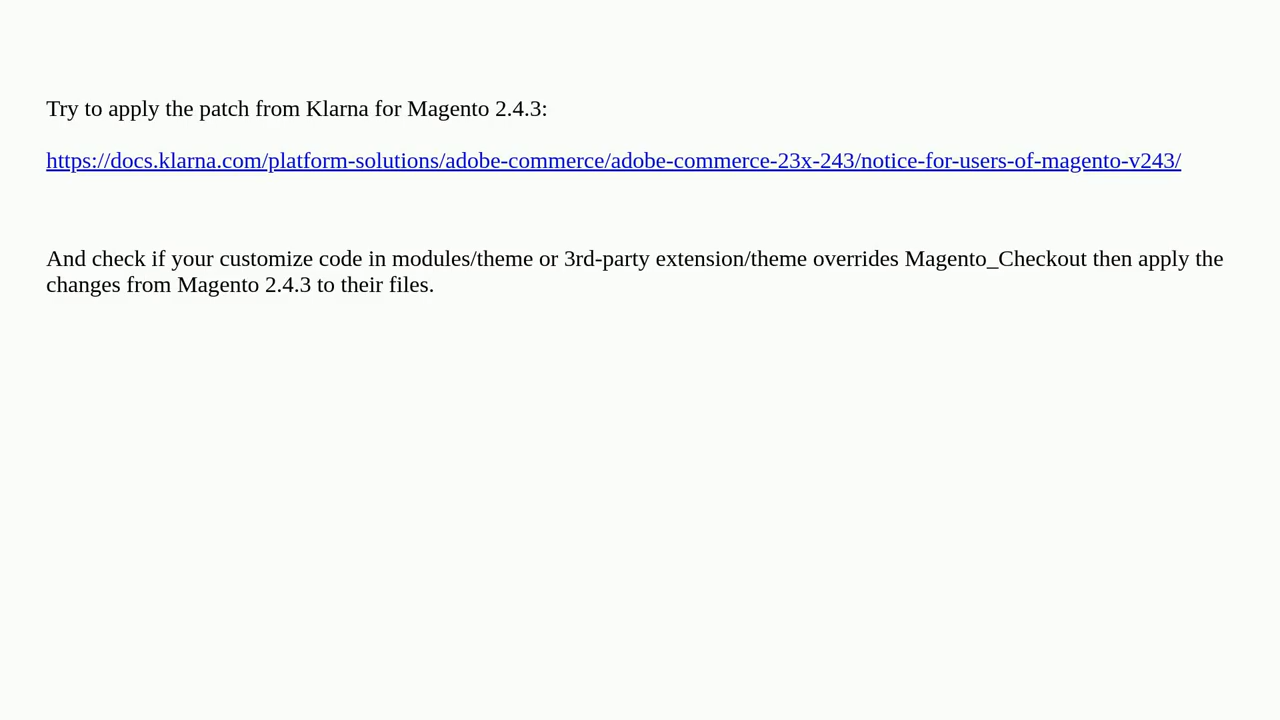 Try to apply the patch from Klarna for Magento 2.4.3:
https://docs.klarna.com/platform-solutions/adobe-commerce/adobe-commerce-23x-243/notice-for-users-of-magento-v243/
And check if your customize code in modules/theme or 3rd-party extension/theme overrides Magento_Checkout then apply the
changes from Magento 2.4.3 to their files.